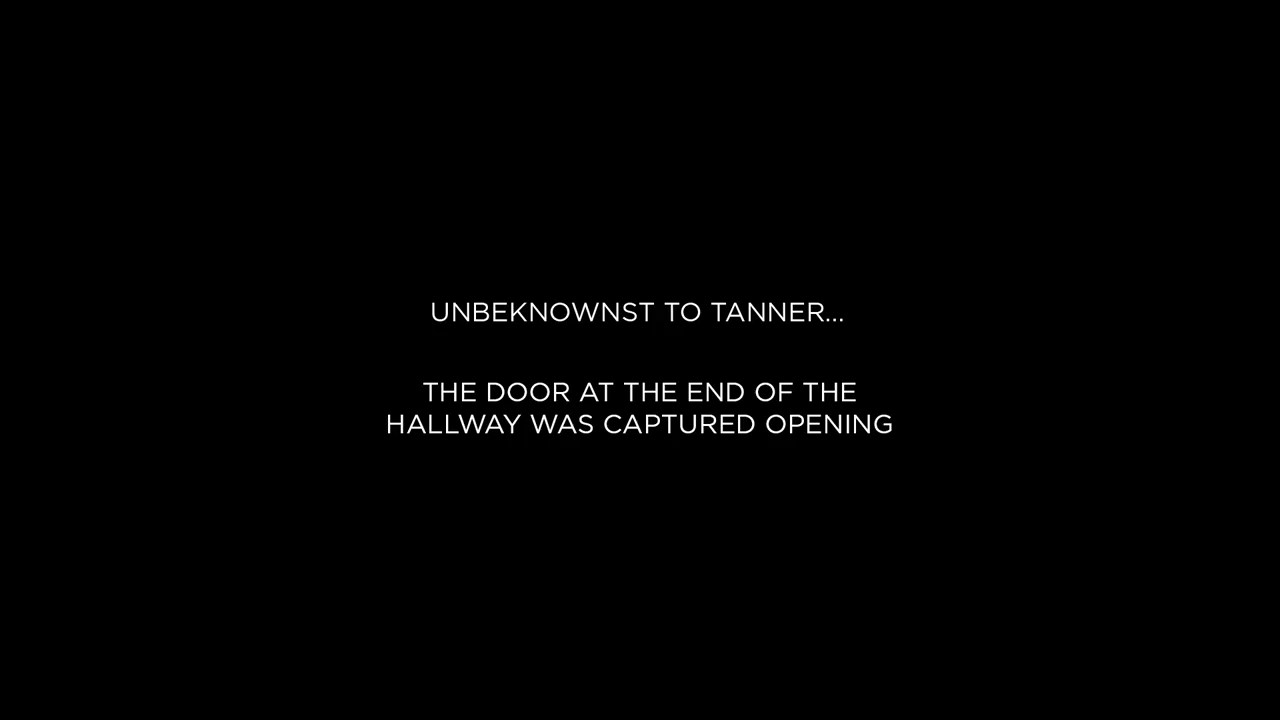 UNBEKNOWNST TO TANNER...
THE DOOR AT THE END OF THE
HALLWAY WAS CAPTURED OPENING